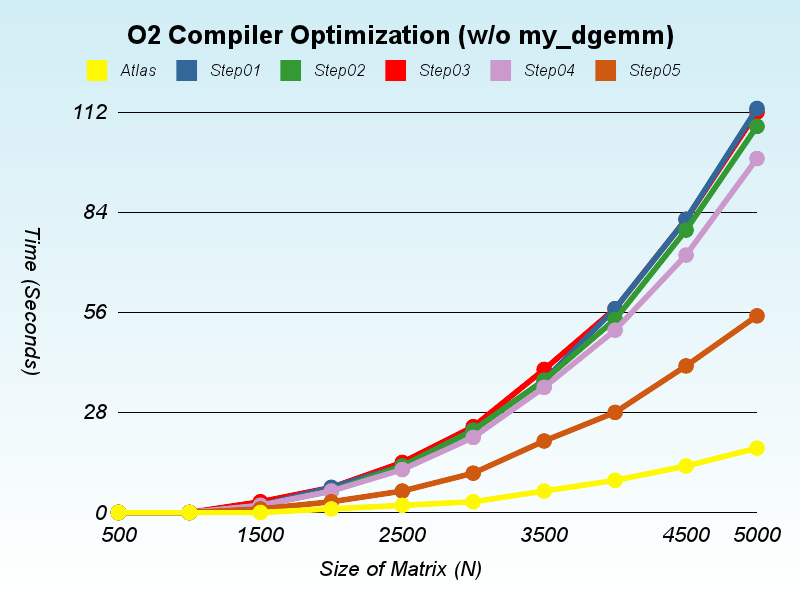 O2 Compiler Optimization (w/o my_dgemm)
Atlas Step01 Step02 Step03 Step04 Step05
112
84
56
28
0
Time (Seconds)
500 1500 2500 3500 4500 5000
Size of Matrix (N)